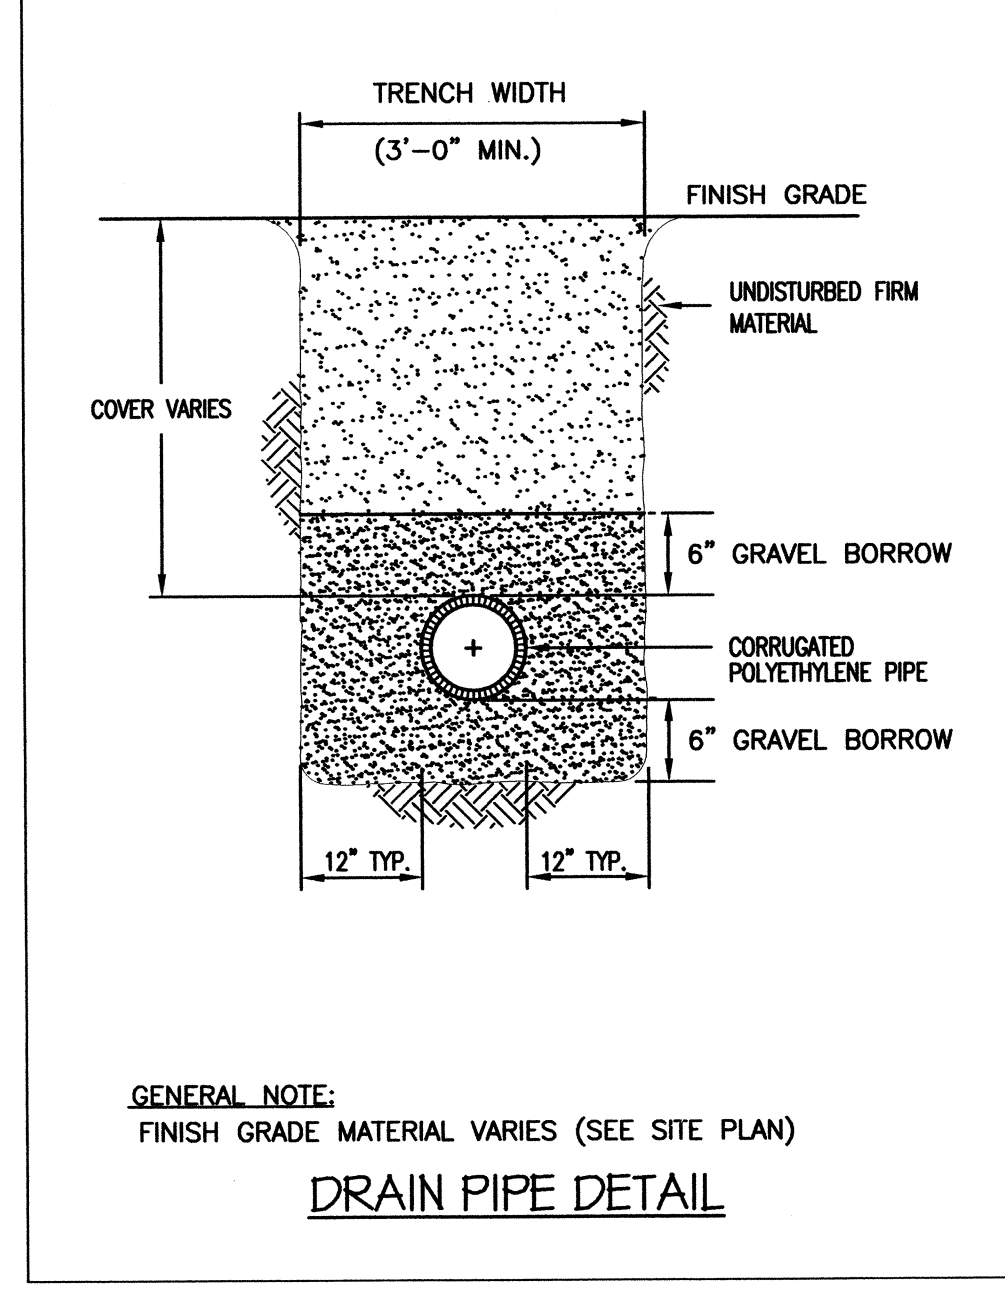 TRENCH WIDTH
(3'-0" MIN.)
FINISH GRADE
UNDISTURBED FIRM
MATERIAL
COVER VARIES
6" GRAVEL BORROW
CORRUGATED
POLYETHYLENE PIPE
6" GRAVEL BORROW
12" TYP.
12" TYP.
GENERAL NOTE:
FINISH GRADE MATERIAL VARIES (SEE SITE PLAN)
DRAIN PIPE DETAIL